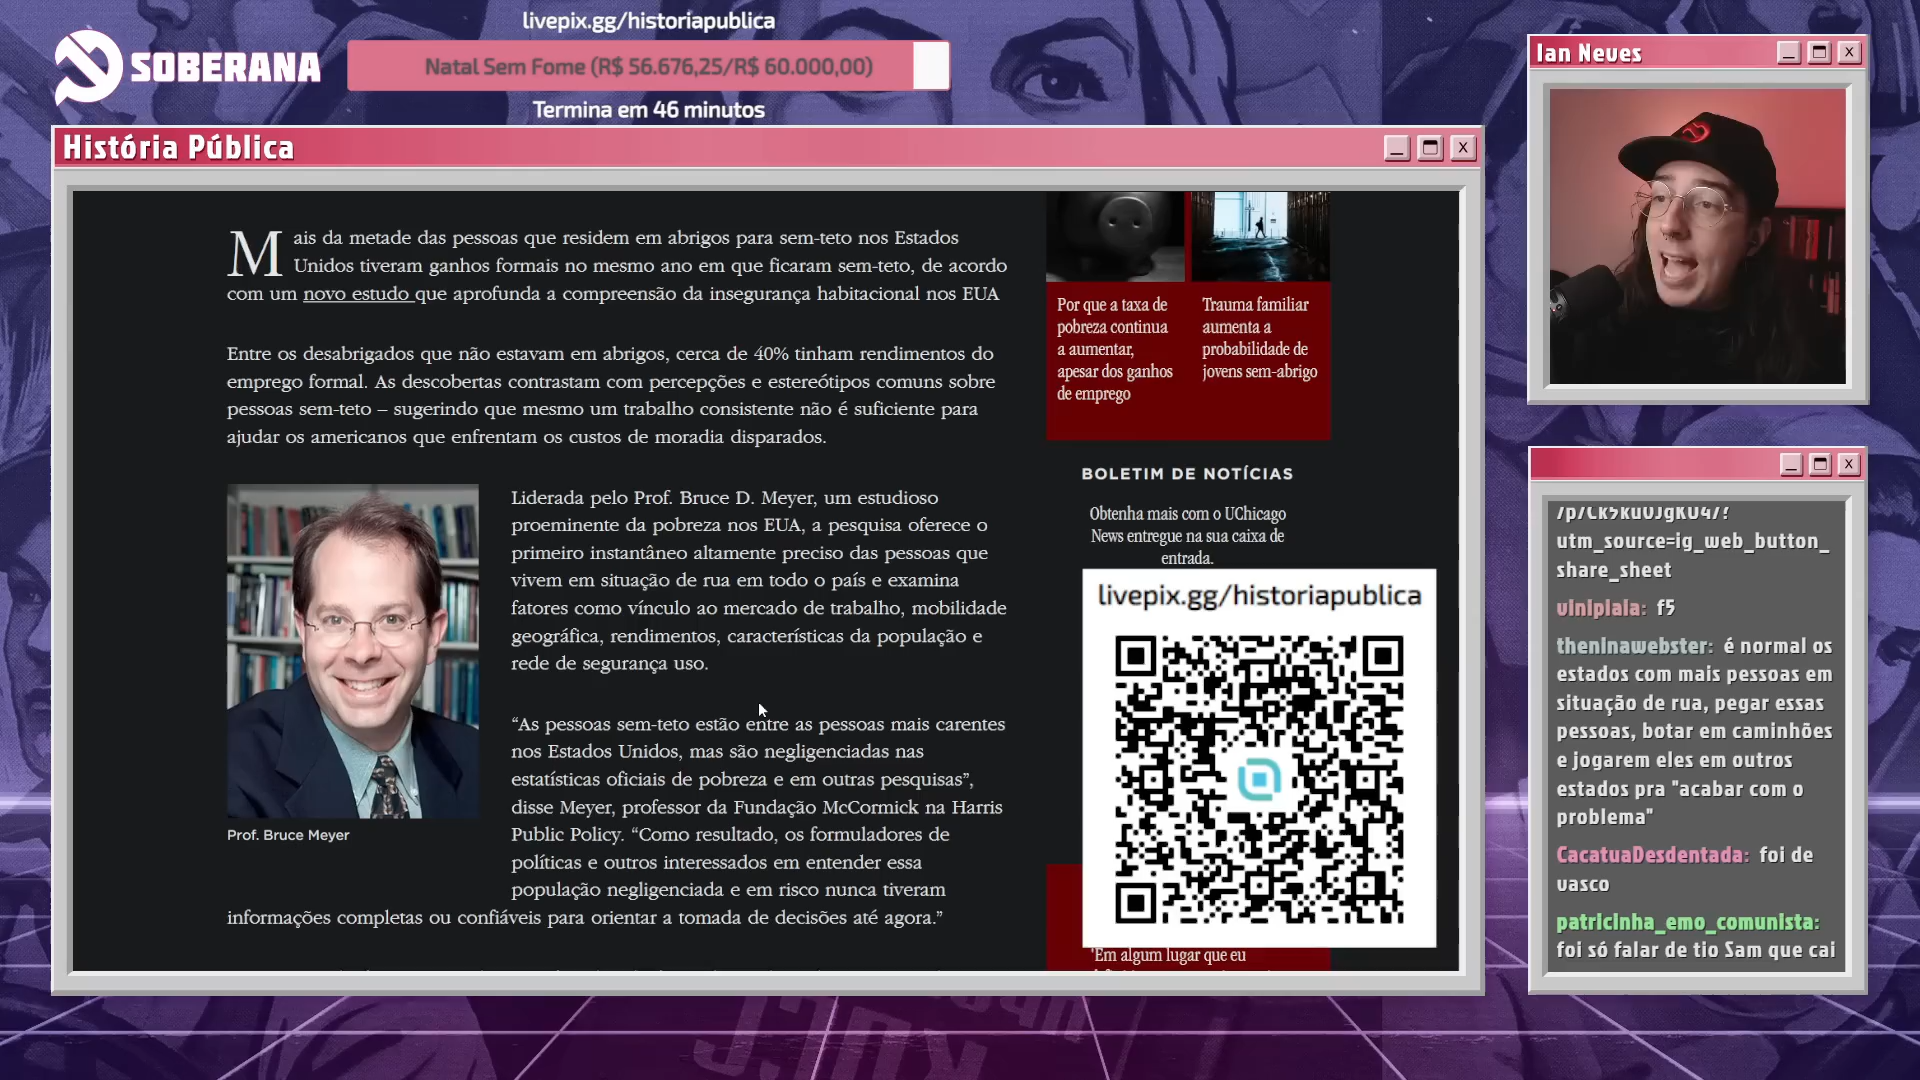 livepix.gg/historiapublica
SOBERANA
Natal Sem Fome (R$ 56.676,25/R$ 60.000,00)
Termina em 46 minutos
História Pública
Mais da metade das pessoas que residem em abrigos para sem-teto nos Estados
Unidos tiveram ganhos formais no mesmo ano em que ficaram sem-teto, de acordo
com um novo estudo que aprofunda a compreensão da insegurança habitacional nos EUA
Entre os desabrigados que não estavam em abrigos, cerca de 40% tinham rendimentos do
emprego formal. As descobertas contrastam com percepções e estereótipos comuns sobre
pessoas sem-teto – sugerindo que mesmo um trabalho consistente não é suficiente para
ajudar os americanos que enfrentam os custos de moradia disparados.
Liderada pelo Prof. Bruce D. Meyer, um estudioso
proeminente da pobreza nos EUA, a pesquisa oferece o
primeiro instantâneo altamente preciso das pessoas que
vivem em situação de rua em todo o país e examina
fatores como vínculo ao mercado de trabalho, mobilidade
geográfica, rendimentos, características da população e
rede de segurança uso.
“As pessoas sem-teto estão entre as pessoas mais carentes
nos Estados Unidos, mas são negligenciadas nas
estatísticas oficiais de pobreza e em outras pesquisas”,
disse Meyer, professor da Fundação McCormick na Harris
Public Policy. “Como resultado, os formuladores de
políticas e outros interessados em entender essa
população negligenciada e em risco nunca tiveram
informações completas ou confiáveis para orientar a tomada de decisões até agora.”
Prof. Bruce Meyer
Por que a taxa de
pobreza continua
a aumentar,
apesar dos ganhos
de emprego
Trauma familiar
aumenta a
probabilidade de
jovens sem-abrigo
BOLETIM DE NOTÍCIAS
Obtenha mais com o UChicago
News entregue na sua caixa de
entrada.
livepix.gg/historiapublica
'Em algum lugar que eu
Ian Neves
utm_source=ig_web_button_
share_sheet
vinipiaia: f5
theninawebster: é normal os
estados com mais pessoas em
situação de rua, pegar essas
pessoas, botar em caminhões
e jogarem eles em outros
estados pra "acabar com o
problema"
CacatuaDesdentada: foi de
vasco
patricinha_emo_comunista:
foi só falar de tio Sam que cai